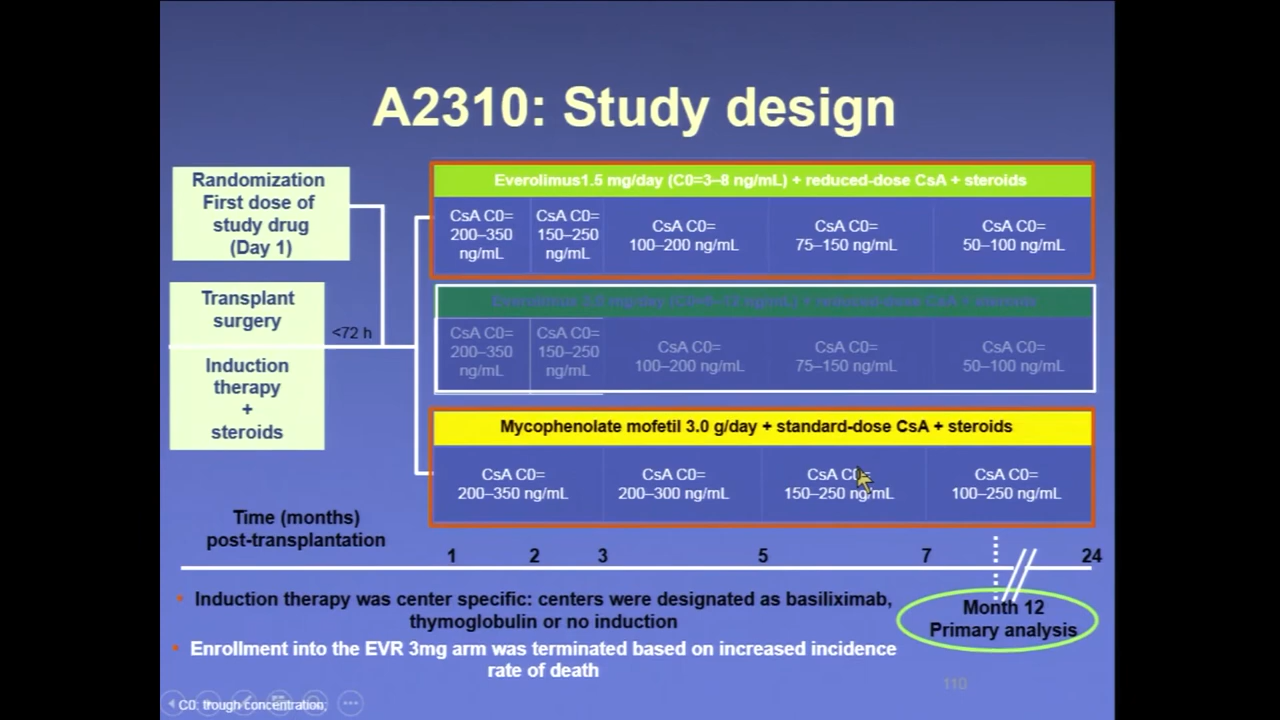 A2310: Study design
Randomization
First dose of
study drug
(Day 1)
Transplant
surgery
<72 h
Induction
therapy
+
steroids
Everolimus1.5 mg/day (C0=3–8 ng/mL) + reduced-dose CsA + steroids
CsA C0=
200–350
ng/mL
CsA C0=
150–250
ng/mL
CsA C0=
100–200 ng/mL
CsA C0=
75–150 ng/mL
CsA C0=
50–100 ng/mL
mg/day + reduced-dose CsA + steroids
CsA C0=
200–350
ng/mL
CsA C0=
150–250
ng/mL
CsA C0=
100–200 ng/mL
CsA C0=
75–150 ng/mL
CsA C0=
50–100 ng/mL
Mycophenolate mofetil 3.0 g/day + standard-dose CsA + steroids
CsA C0=
200–350 ng/mL
CsA C0=
200–300 ng/mL
CsA C0=
150–250 ng/mL
CsA C0=
100–250 ng/mL
Time (months)
post-transplantation
1 2 3 5 7 24
Month 12
Primary analysis
• Induction therapy was center specific: centers were designated as basiliximab,
thymoglobulin or no induction
• Enrollment into the EVR 3mg arm was terminated based on increased incidence
rate of death
110
C0: trough concentration;